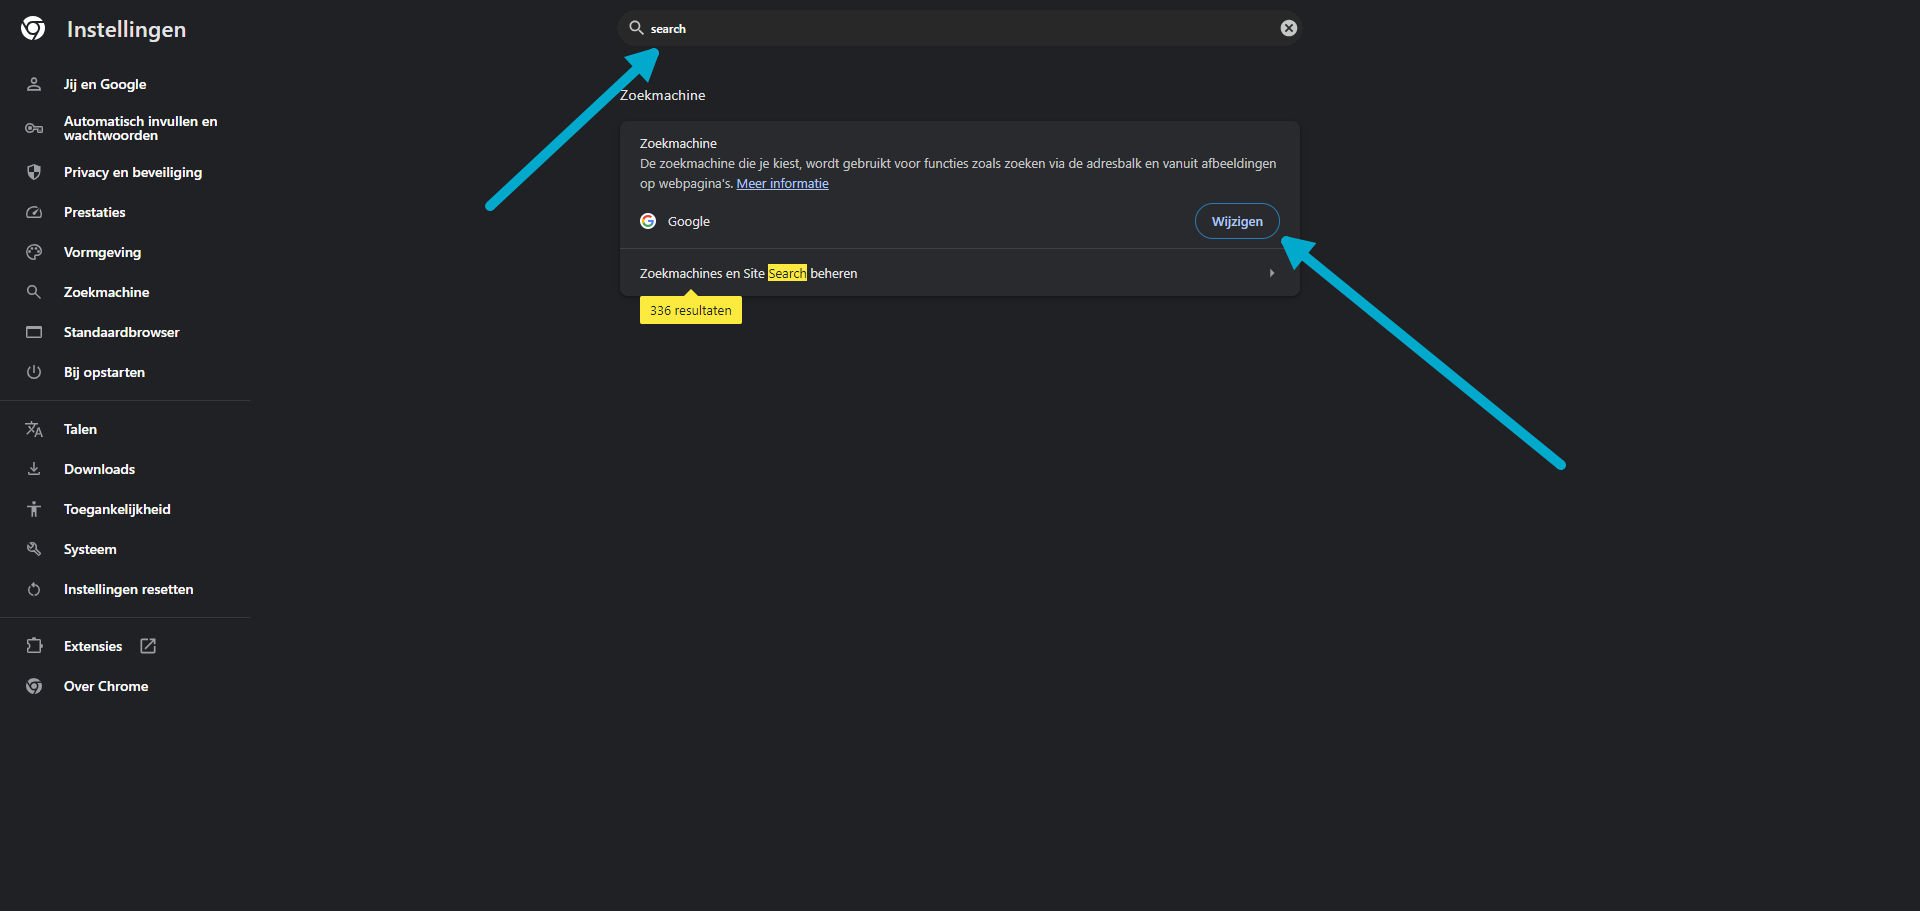 Instellingen
search
Jij en Google
Automatisch invullen en
wachtwoorden
Privacy en beveiliging
Prestaties
Vormgeving
Zoekmachine
Standaardbrowser
Bij opstarten
Talen
Downloads
Toegankelijkheid
Systeem
Instellingen resetten
Extensies
Over Chrome
Zoekmachine
Zoekmachine
De zoekmachine die je kiest, wordt gebruikt voor functies zoals zoeken via de adresbalk en vanuit afbeeldingen
op webpagina's. Meer informatie
Google
Wijzigen
Zoekmachines en Site Search beheren
336 resultaten